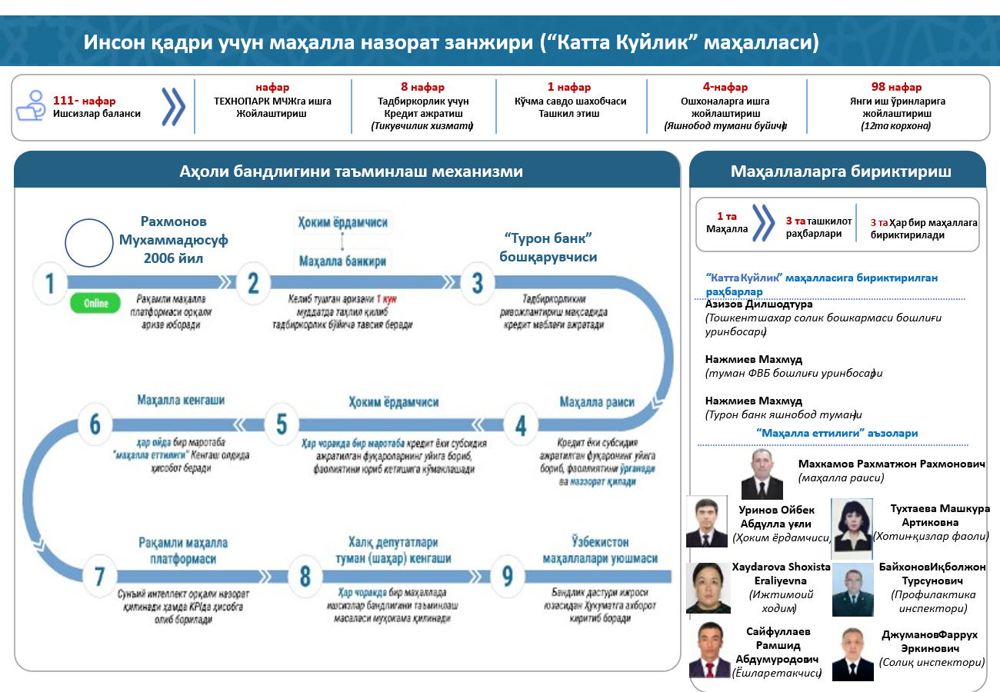 Инсон қадри учун маҳалла назорат занжири (“Катта Куйлик” маҳалласи)
111- нафар
Ишсизлар баланси
нафар
ТЕХНОПАРК МЧЖга ишга
Жойлаштириш
8 нафар
Тадбиркорлик учун
Кредит ажратиш
(Тикувчилик хизмати)
1 нафар
Кўчма савдо шахобчаси
Ташкил этиш
4-нафар
Ошхоналарга ишга
жойлаштириш
(Яшнобод тумани буйича)
98 нафар
Янги иш ўринларига
жойлаштириш
(12та корхона)
Аҳоли бандлигини таъминлаш механизми
Рахмонов
Мухаммадюсуф
2006 йил
1
Online
Рақамли маҳалла
платформаси орқали
ариза юборади
Ҳоким ёрдамчиси
Маҳалла банкири
2
Келиб тушган аризани 1 кун
муддатда таҳлил қилиб
тадбиркорлик бўйича тавсия беради
“Турон банк”
бошқарувчиси
3
Тадбиркорликни
ривожлантириш мақсадида
кредит маблағи ажратади
Маҳалла раиси
4
Кредит ёки субсидия
ажратилган фуқаронинг уйига
бориб, фаоллиятини ўрганади
ва наззорат қилади
Ҳоким ёрдамчиси
5
Ҳар чоракда бир маротаба кредит ёки субсидия
ажратилган фуқароларнинг уйига бориб,
фаолиятини юриб кетишига кўмаклашади
Маҳалла кенгаши
6
ҳар ойда бир маротаба
"маҳалла еттилиги" Кенгаш олдида
ҳисобот беради
Рақамли маҳалла
платформаси
7
Сунъий интеллект орқали назорат
қилинади ҳамда KPIда ҳисобга
олиб борилади
Халқ депутатлари
туман (шаҳар) кенгаши
8
Ҳар чоракда бир маҳаллада
ишсизлар бандлигини таъминлаш
масаласи муҳокама қилинади
Ўзбекистон
маҳаллалари уюшмаси
9
Бандлик дастури ижроси
юзасидан Ҳукуматга ахборот
киритиб боради
Маҳаллаларга бириктириш
1 та
Маҳалла
3 та ташкилот
раҳбарлари
3 та Ҳар бир маҳаллага
бириктирилади
“Катта Куйлик” маҳалласига бириктирилган
раҳбарлар
Азизов Дилшодтура
(Тошкентшахар солик бошкармаси бошлиғи
уринбосари)
Нажмиев Махмуд
(туман ФВБ бошлиғи уринбосари)
Нажмиев Махмуд
(Турон банк яшнобод тумани)
“Маҳалла еттилиги” аъзолари
Махкамов Рахматжон Рахмонович
(маҳалла раиси)
Уринов Ойбек
Абдулла уғли
(Ҳоким ёрдамчиси)
Тухтаева Машкура
Артиковна
(Хотин-қизлар фаоли)
Xaydarova Shoxista
Eraliyevna
(Ижтимоий
ходим)
БайхоновИқболжон
Турсунович
(Профилактика
инспектори)
Сайфуллаев
Рамшид
Абдумуродович
(Ёшларетакчиси)
ДжумановФаррух
Эркинович
(Солиқ инспектори)